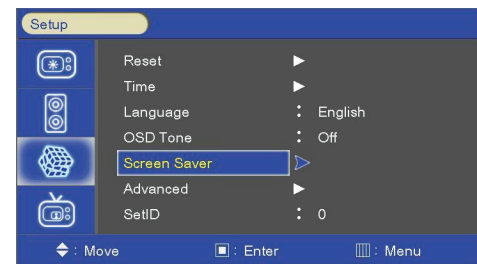 Setup
Reset ▶
Time ▶
Language : English
OSD Tone : Off
Screen Saver ▷
Advanced ▶
SetID : 0
: Move : Enter : Menu